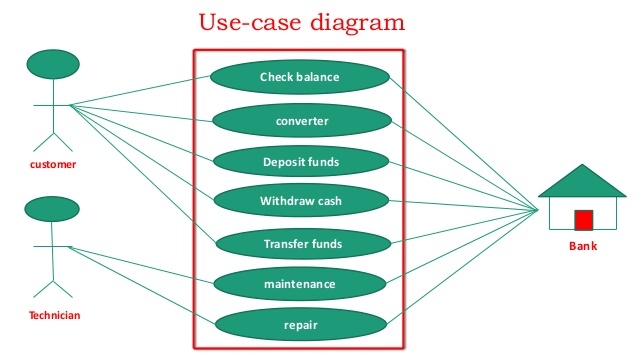 Use-case diagram
Check balance
converter
Deposit funds
Withdraw cash
Transfer funds
maintenance
repair
customer
Technician
Bank